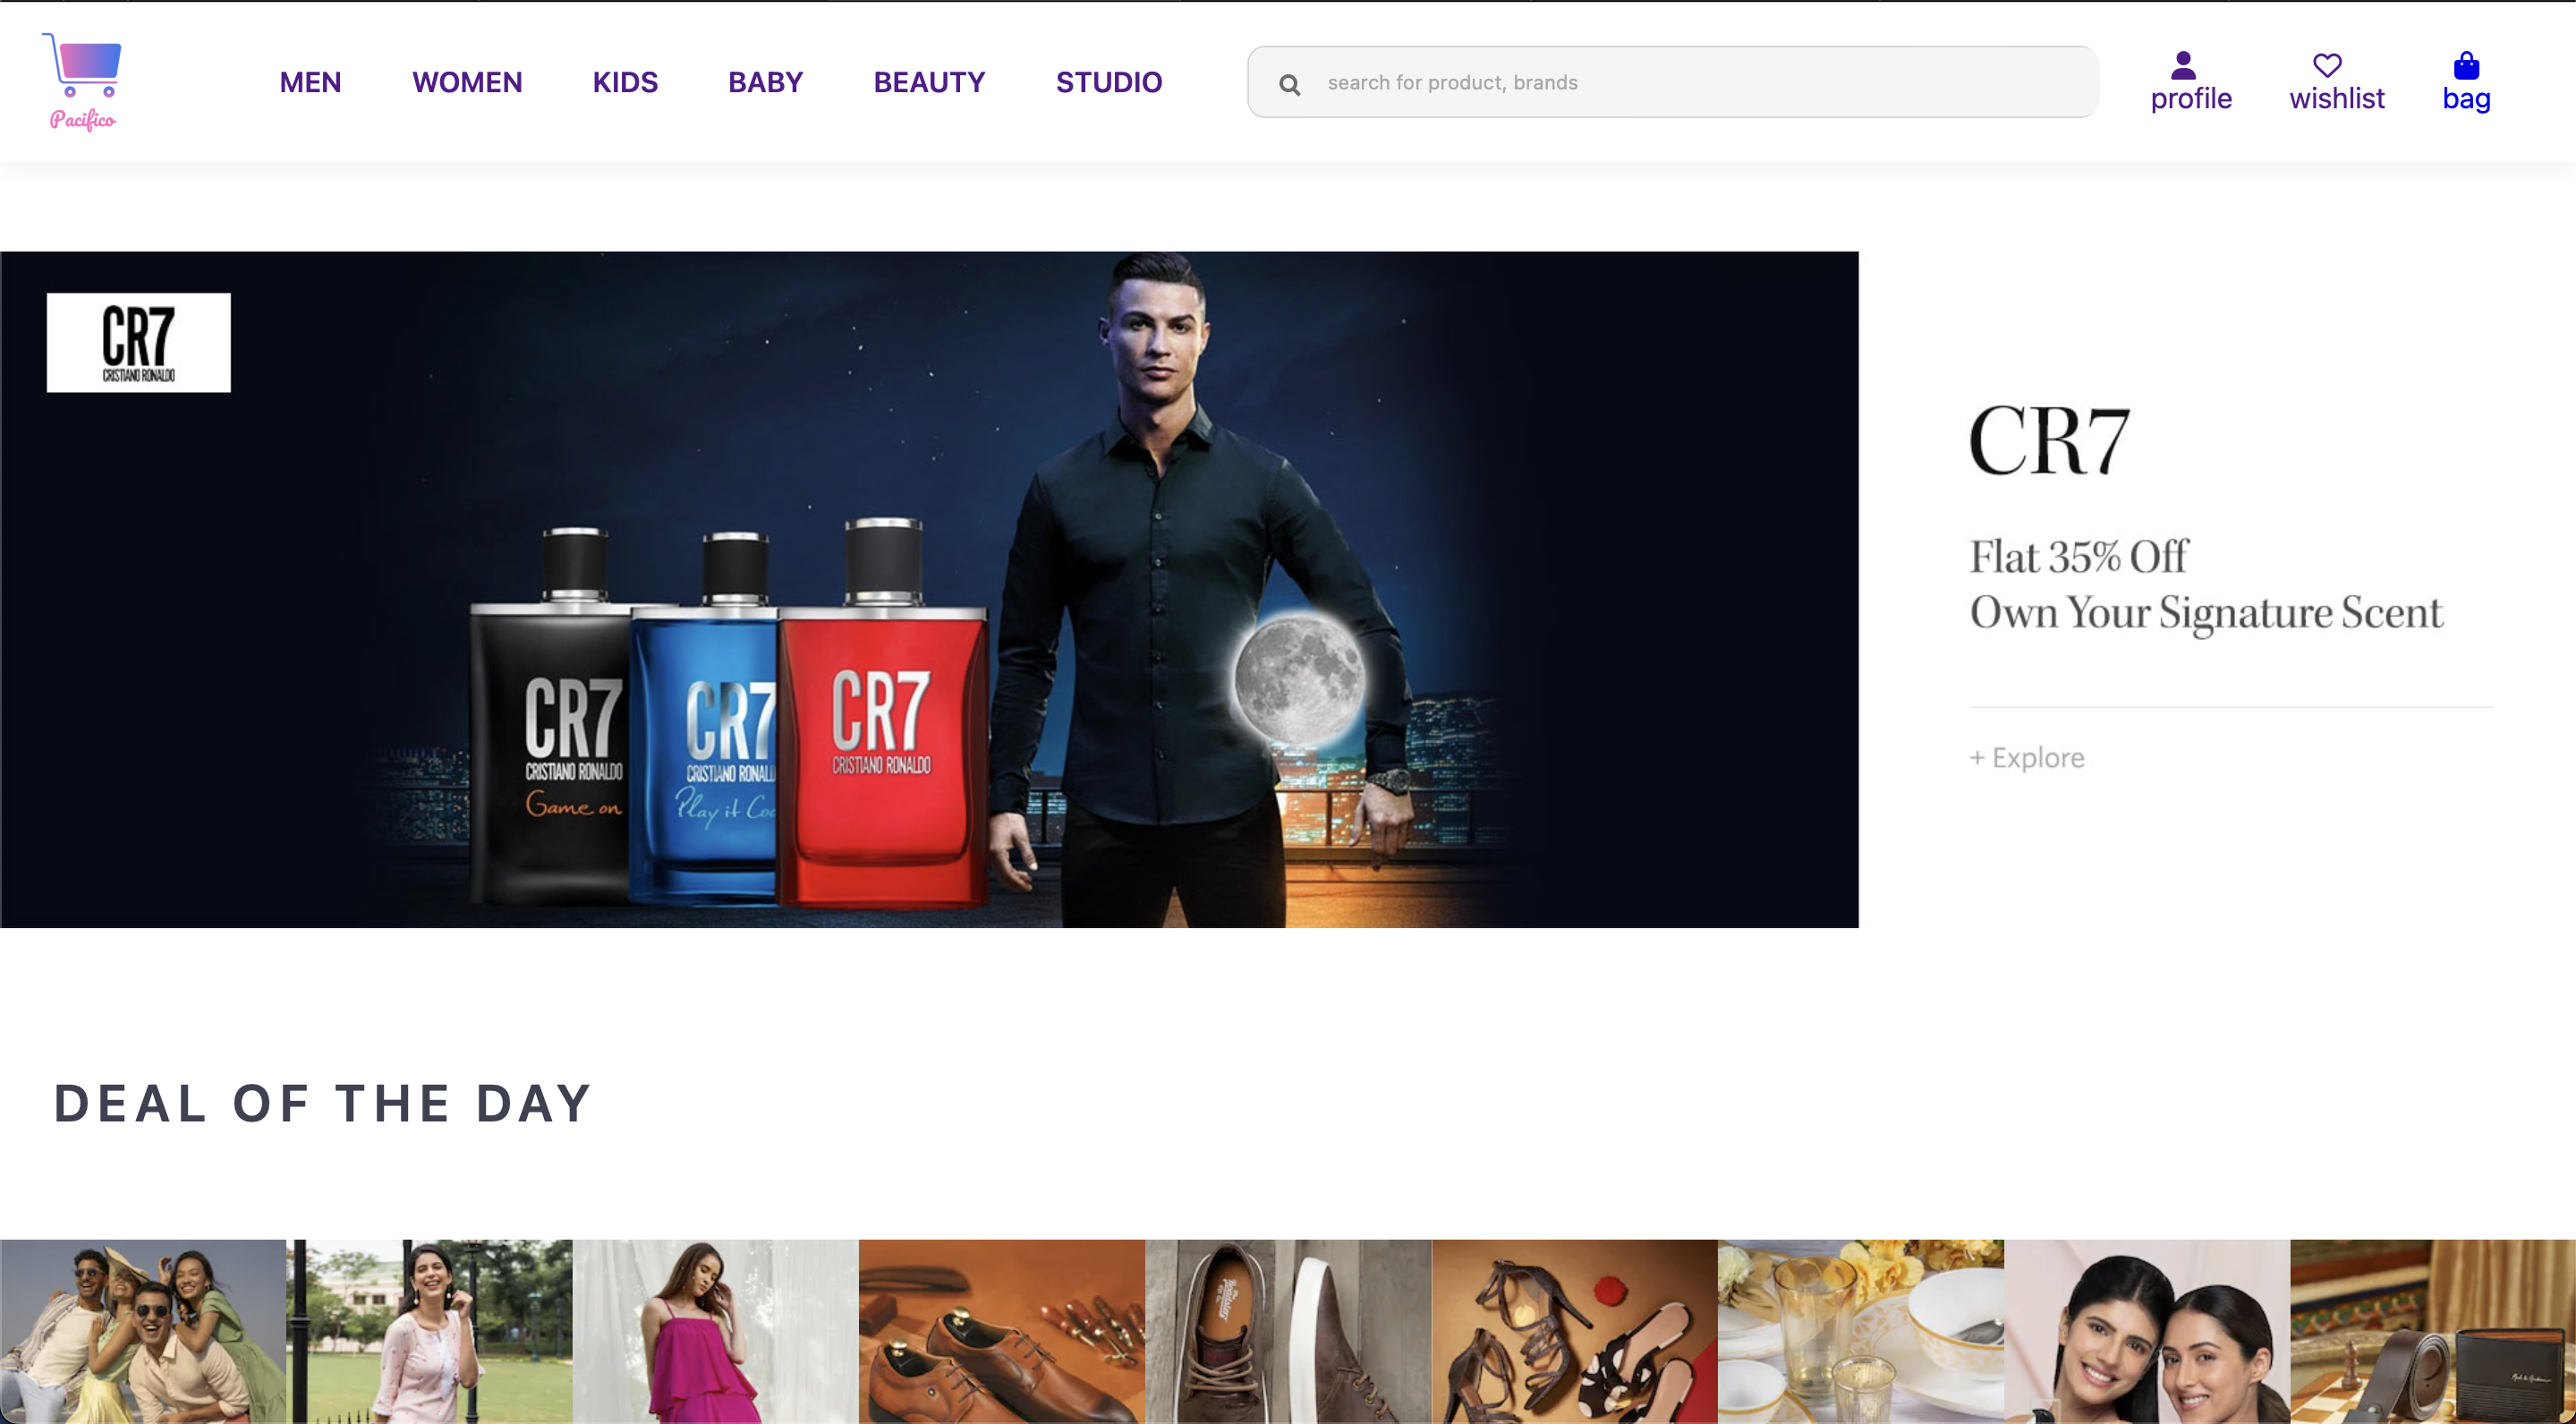 Pacifico
MEN
WOMEN
KIDS
BABY
BEAUTY
STUDIO
search for product, brands
profile
wishlist
bag
CR7
CRISTIANO RONALDO
CR7
CRISTIANO RONALDO
Game on
CR7
CRISTIANO RONALD
Play it Coo
CR7
CRISTIANO RONALDO
CR7
Flat 35% Off
Own Your Signature Scent
+ Explore
DEAL OF THE DAY